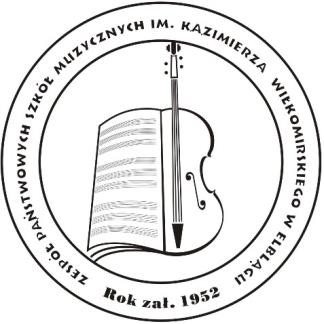 ZESPÓŁ PAŃSTWOWYCH SZKÓŁ MUZYCZNYCH IM. KAZIMIERZA WIŁKOMIRSKIEGO W ELBLĄGU
Rok zał. 1952